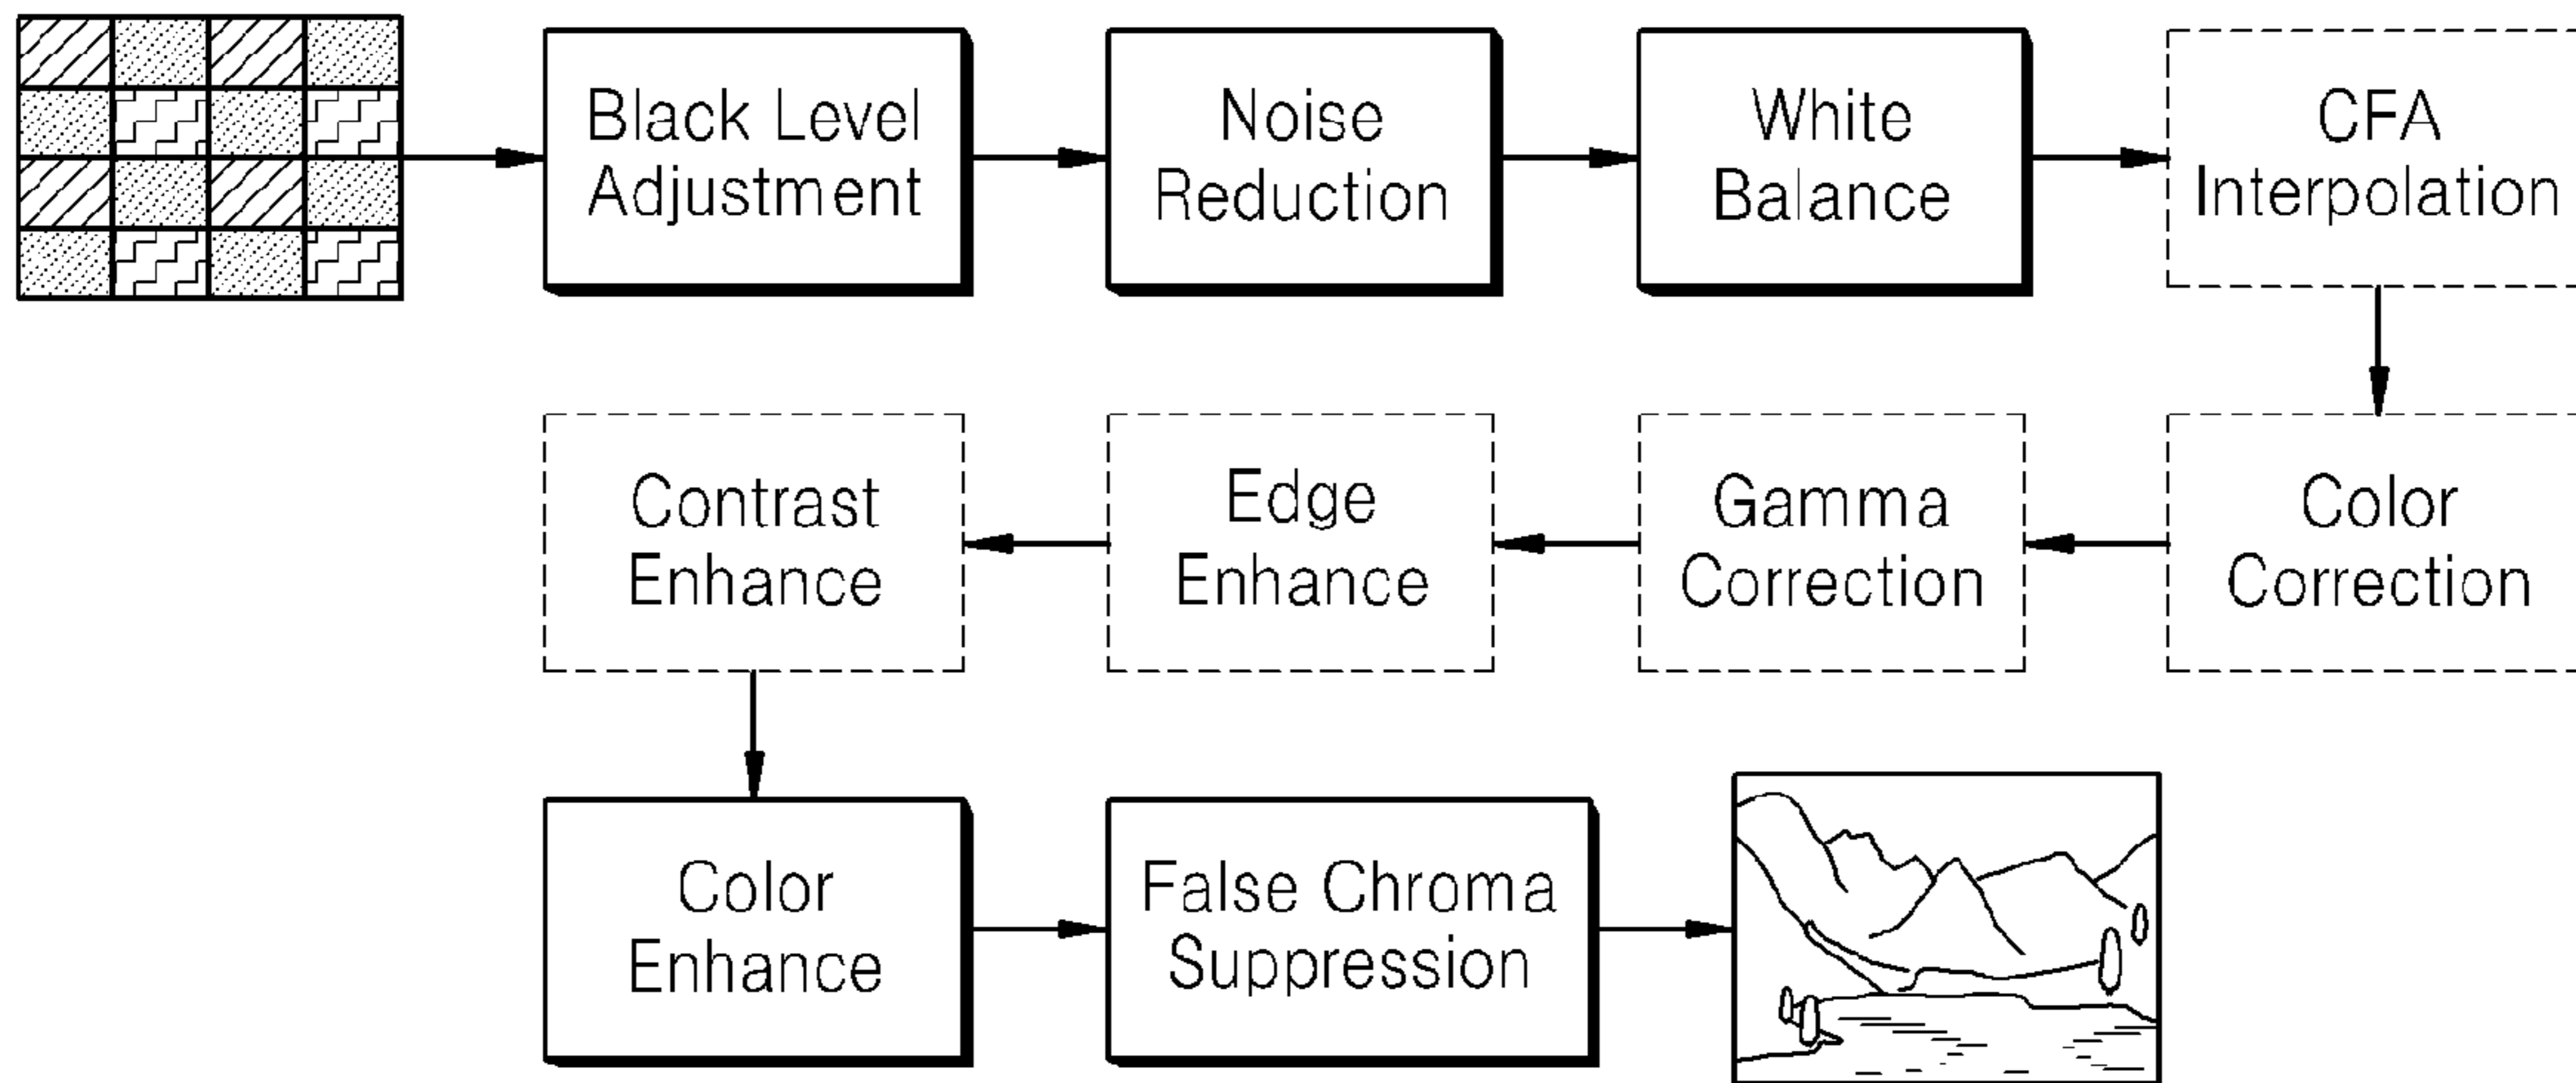 Black Level
Adjustment
Noise
Reduction
White
Balance
CFA
Interpolation
Color
Correction
Gamma
Correction
Edge
Enhance
Contrast
Enhance
Color
Enhance
False Chroma
Suppression